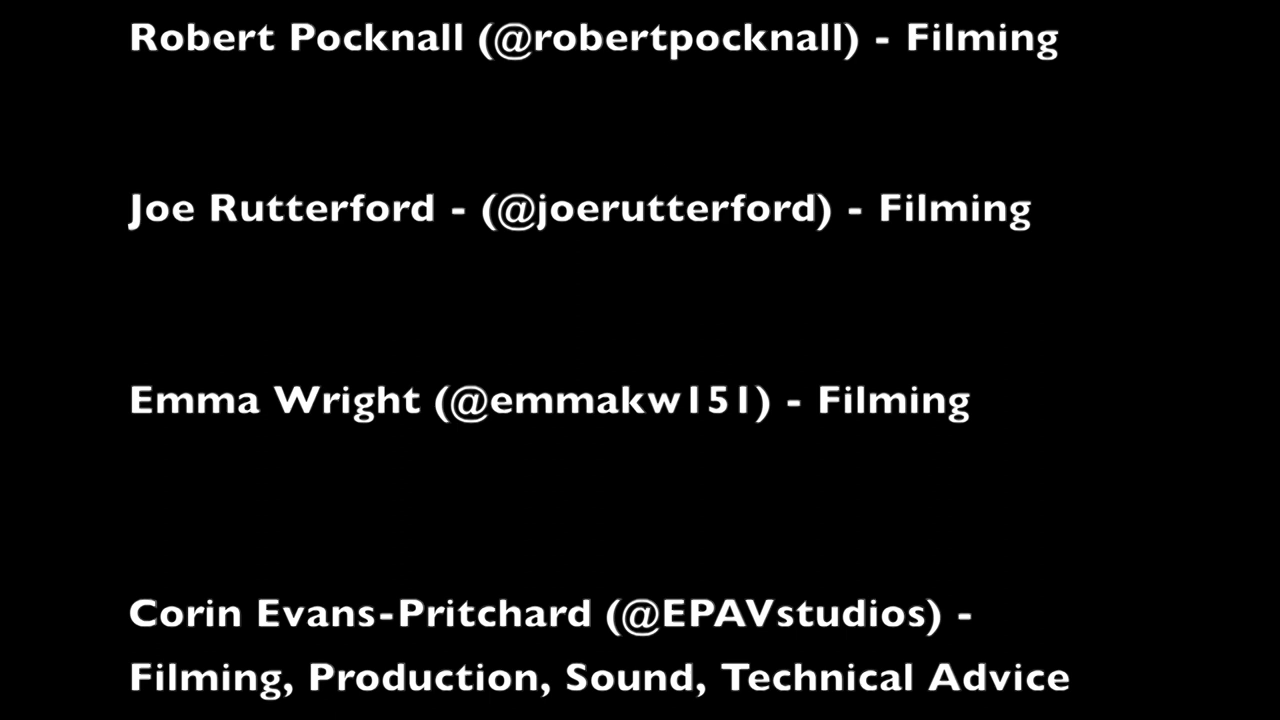 Robert Pocknall (@robertpocknall) - Filming
Joe Rutterford - (@joerutterford) - Filming
Emma Wright (@emmakw151) - Filming
Corin Evans-Pritchard (@EPAVstudios) -
Filming, Production, Sound, Technical Advice